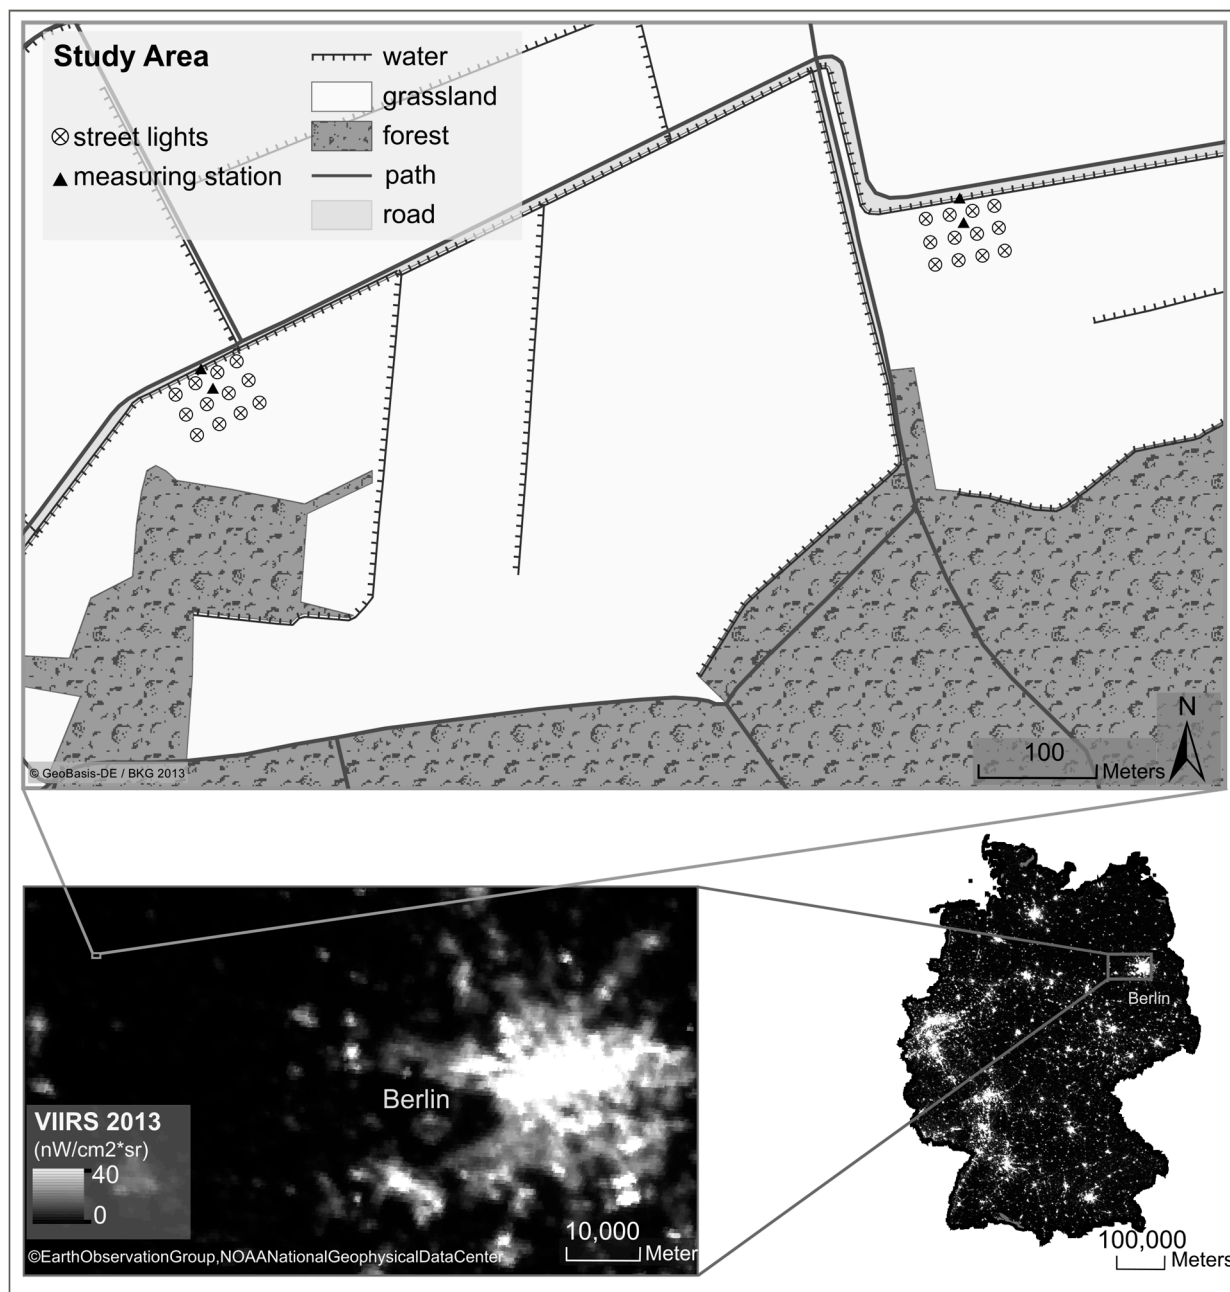 Study Area
street lights
measuring station
water
grassland
forest
path
road
N
100
Meters
© GeoBasis-DE / BKG 2013
Berlin
VIIRS 2013
(nW/cm2*sr)
40
0
10,000
Meter
©EarthObservationGroup,NOAANationalGeophysicalDataCenter
Berlin
100,000
Meters